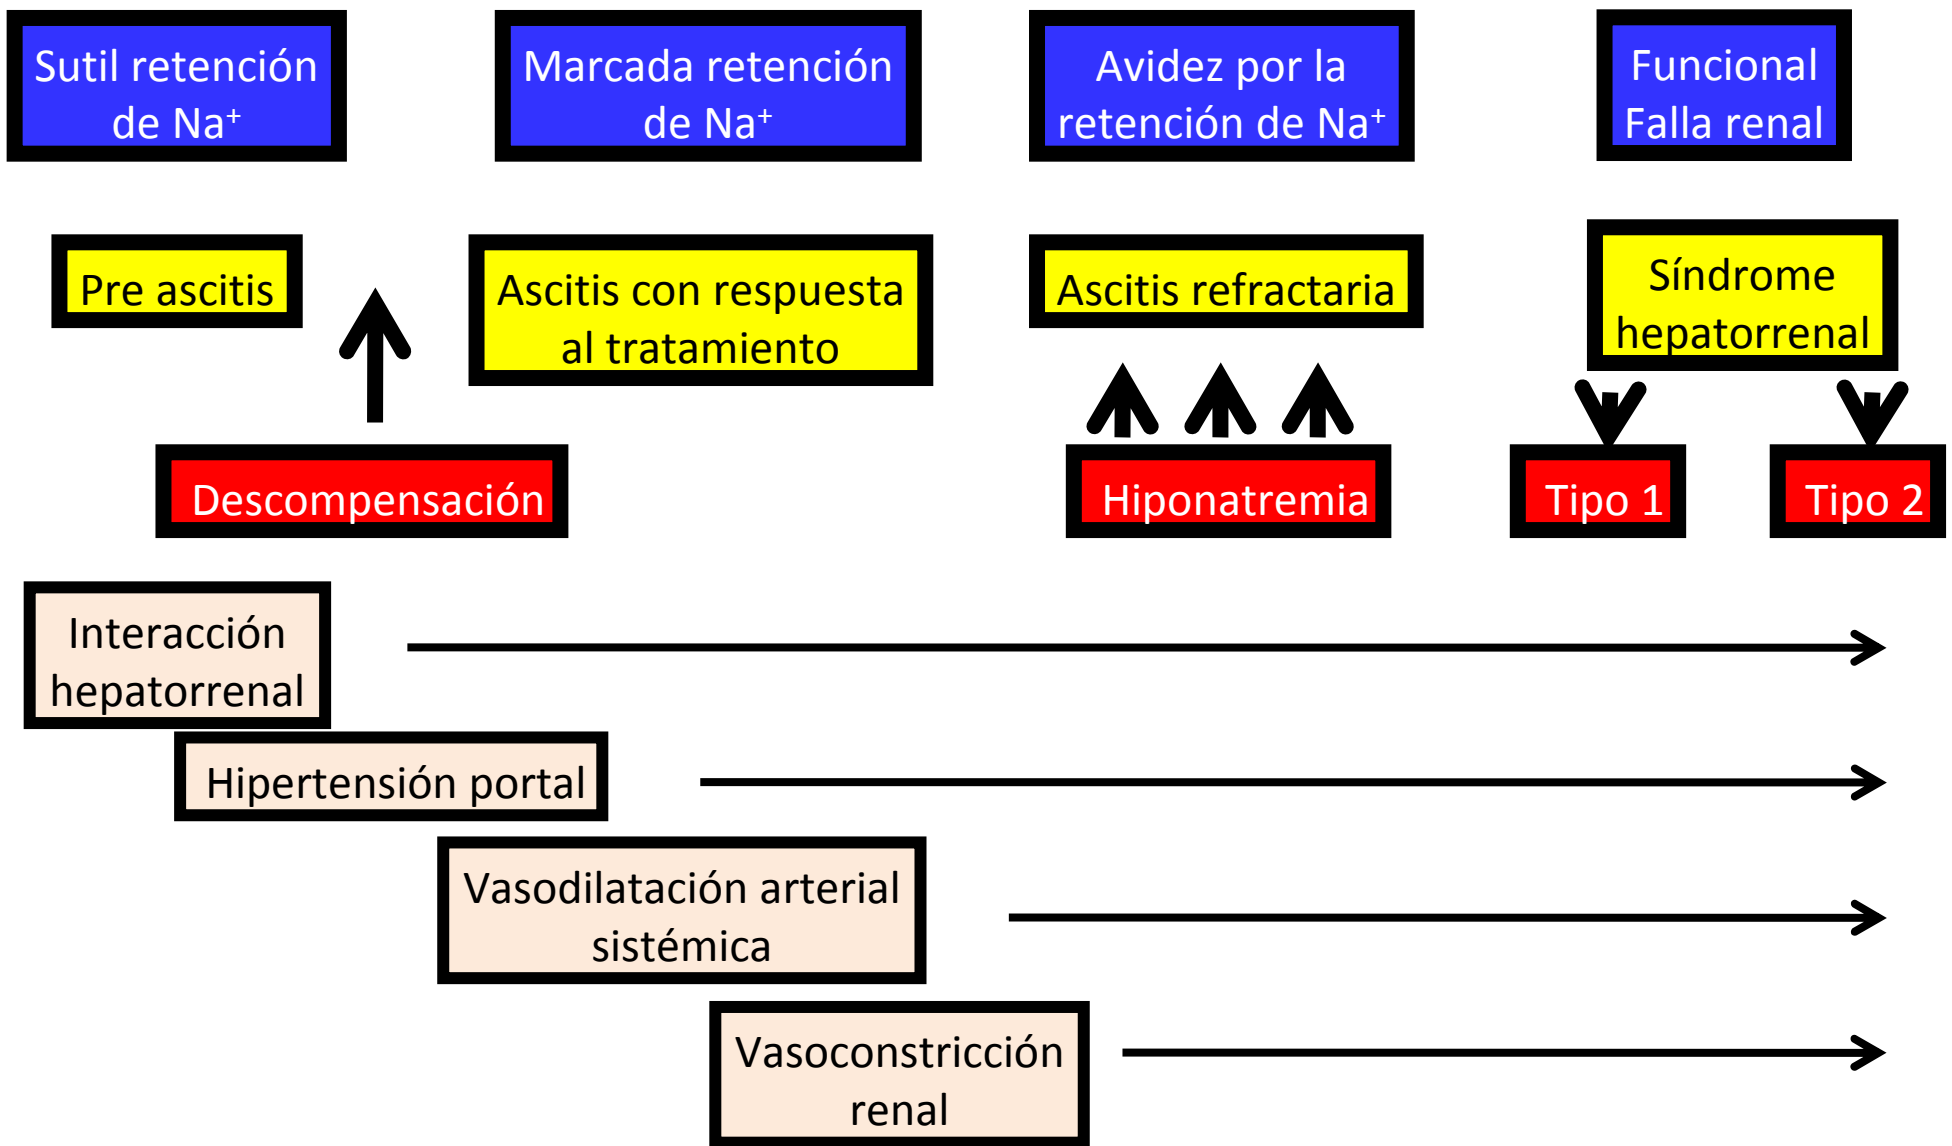 Sutil retención
de Na⁺
Marcada retención
de Na⁺
Avidez por la
retención de Na⁺
Funcional
Falla renal
Pre ascitis
Ascitis con respuesta
al tratamiento
Ascitis refractaria
Síndrome
hepatorrenal
Descompensación
Hiponatremia
Tipo 1
Tipo 2
Interacción
hepatorrenal
Hipertensión portal
Vasodilatación arterial
sistémica
Vasoconstricción
renal